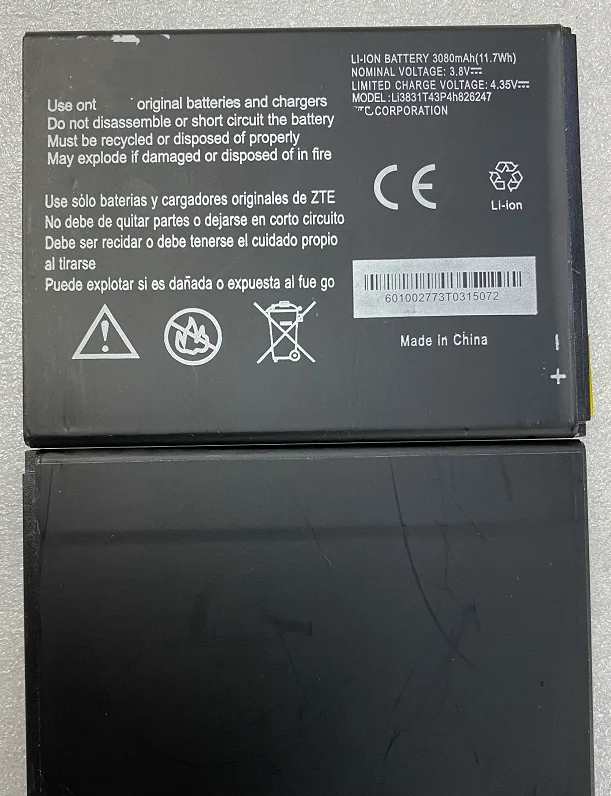 Use ont original batteries and chargers
Do not disassemble or short circuit the battery
Must be recycled or disposed of properly
May explode if damaged or disposed of in fire
Use sólo baterias y cargadores originales de ZTE
No debe de quitar partes o dejarse en corto circuito
Debe ser recidar o debe tenerse el cuidado propio
al tirarse
Puede explotar si es dañada o expuesta al fue go
LI-ION BATTERY 3080mAh(11.7Wh)
NOMINAL VOLTAGE: 3.8V⎓
LIMITED CHARGE VOLTAGE: 4.35V⎓
MODEL:Li3831T43P4h826247
CORPORATION
CE
Li-ion
601002773T0315072
Made in China
-
+